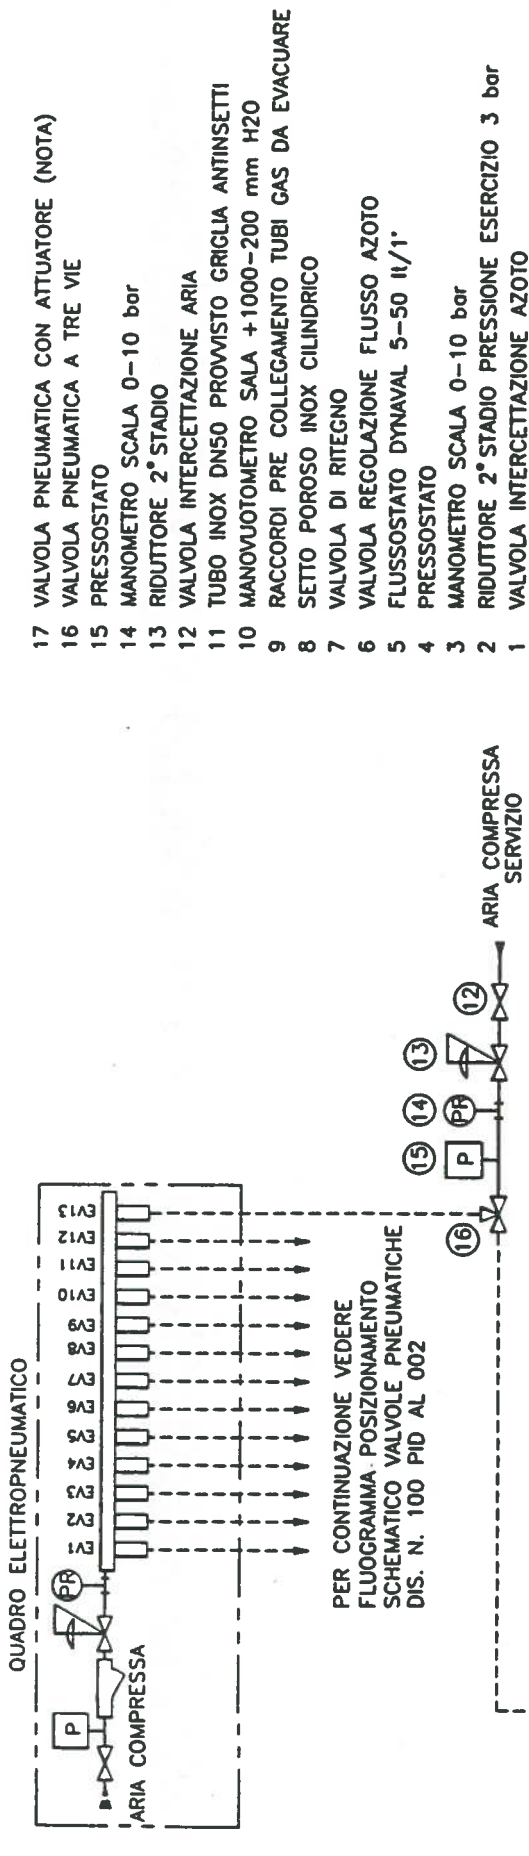 QUADRO ELETTROPNEUMATICO
P
PR
ARIA COMPRESSA
EV1
EV2
EV3
EV4
EV5
EV6
EV7
EV8
EV9
EV10
EV11
EV12
EV13
PER CONTINUAZIONE VEDERE
FLUOGRAMMA POSIZIONAMENTO
SCHEMATICO VALVOLE PNEUMATICHE
DIS. N. 100 PID AL 002
16
15
14
13
12
P
PR
ARIA COMPRESSA
SERVIZIO
17 VALVOLA PNEUMATICA CON ATTUATORE (NOTA)
16 VALVOLA PNEUMATICA A TRE VIE
15 PRESSOSTATO
14 MANOMETRO SCALA 0-10 bar
13 RIDUTTORE 2° STADIO
12 VALVOLA INTERCETTAZIONE ARIA
11 TUBO INOX DN50 PROVVISTO GRIGLIA ANTINSETTI
10 MANOVUOTOMETRO SALA +1000-200 mm H2O
9 RACCORDI PRE COLLEGAMENTO TUBI GAS DA EVACUARE
8 SETTO POROSO INOX CILINDRICO
7 VALVOLA DI RITEGNO
6 VALVOLA REGOLAZIONE FLUSSO AZOTO
5 FLUSSOSTATO DYNAVAL 5-50 lt/1'
4 PRESSOSTATO
3 MANOMETRO SCALA 0-10 bar
2 RIDUTTORE 2° STADIO PRESSIONE ESERCIZIO 3 bar
1 VALVOLA INTERCETTAZIONE AZOTO